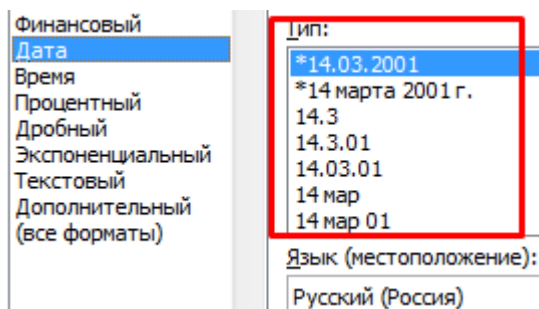 Финансовый
Дата
Время
Процентный
Дробный
Экспоненциальный
Текстовый
Дополнительный
(все форматы)
Тип:
*14.03.2001
*14 марта 2001 г.
14.3
14.3.01
14.03.01
14 мар
14 мар 01
Язык (местоположение):
Русский (Россия)